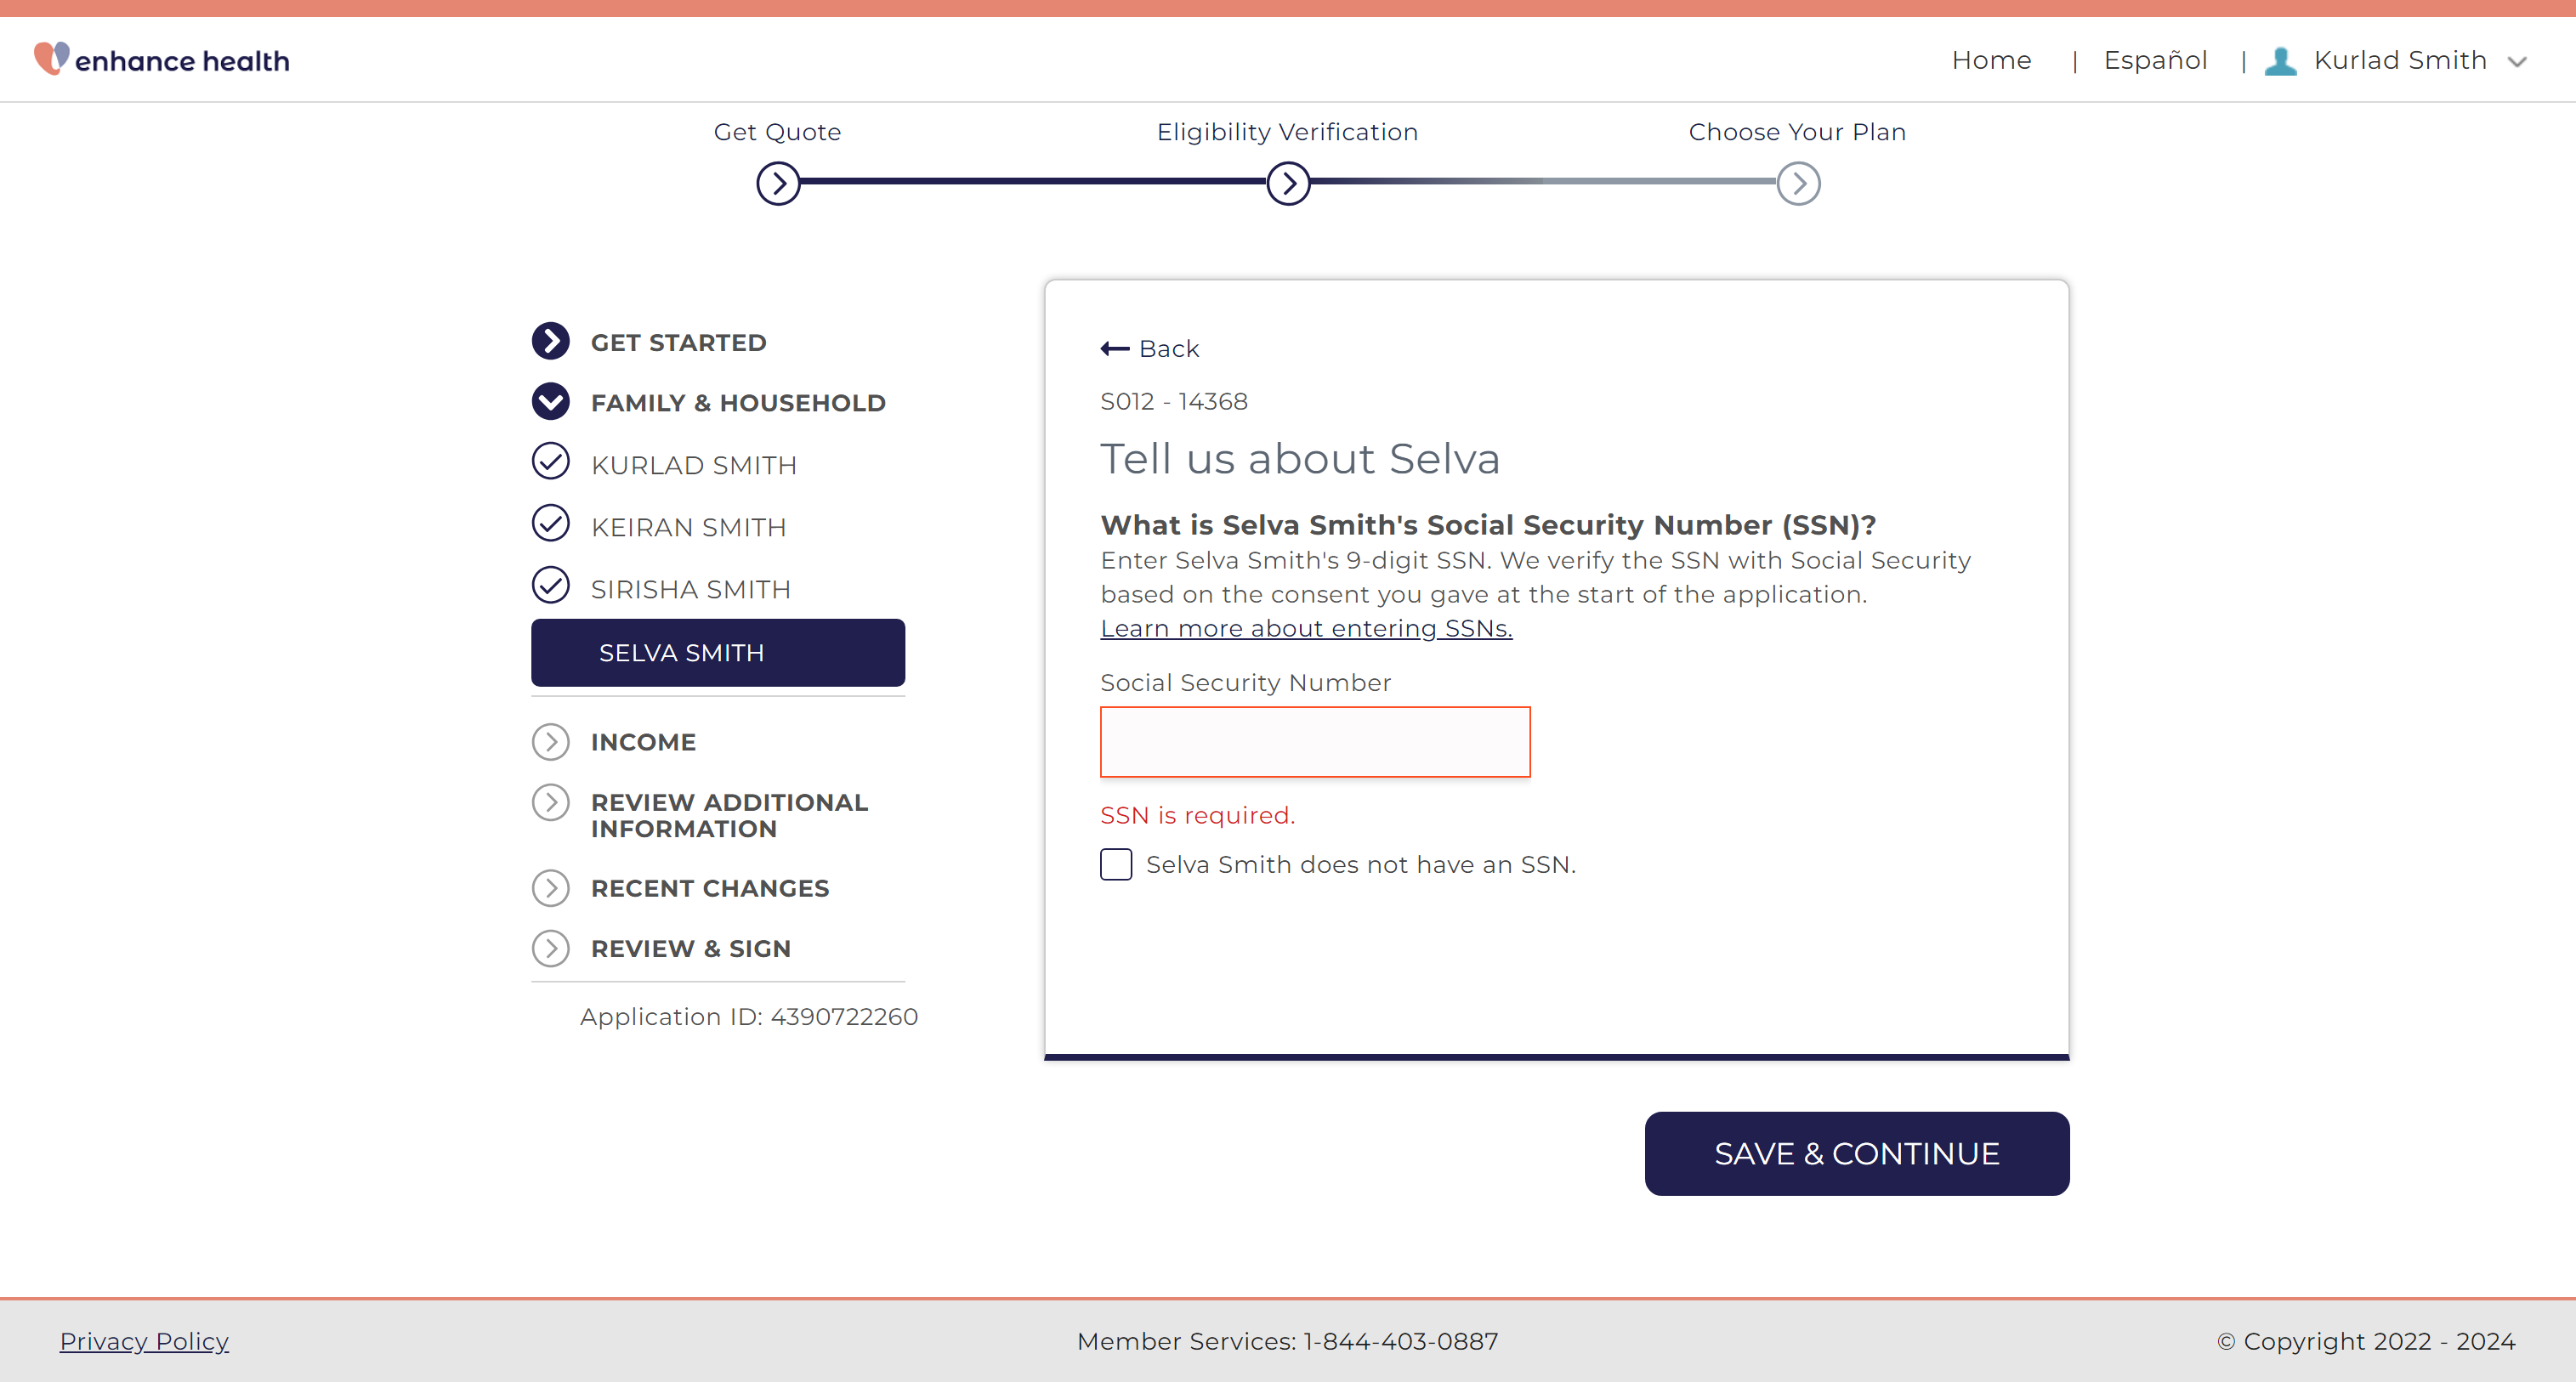 enhance health
Home | Español | Kurlad Smith
Get Quote
Eligibility Verification
Choose Your Plan
GET STARTED
FAMILY & HOUSEHOLD
KURLAD SMITH
KEIRAN SMITH
SIRISHA SMITH
SELVA SMITH
INCOME
REVIEW ADDITIONAL
INFORMATION
RECENT CHANGES
REVIEW & SIGN
Application ID: 4390722260
Back
S012 - 14368
Tell us about Selva
What is Selva Smith's Social Security Number (SSN)?
Enter Selva Smith's 9-digit SSN. We verify the SSN with Social Security
based on the consent you gave at the start of the application.
Learn more about entering SSNs.
Social Security Number
SSN is required.
Selva Smith does not have an SSN.
SAVE & CONTINUE
Privacy Policy
Member Services: 1-844-403-0887
© Copyright 2022 - 2024